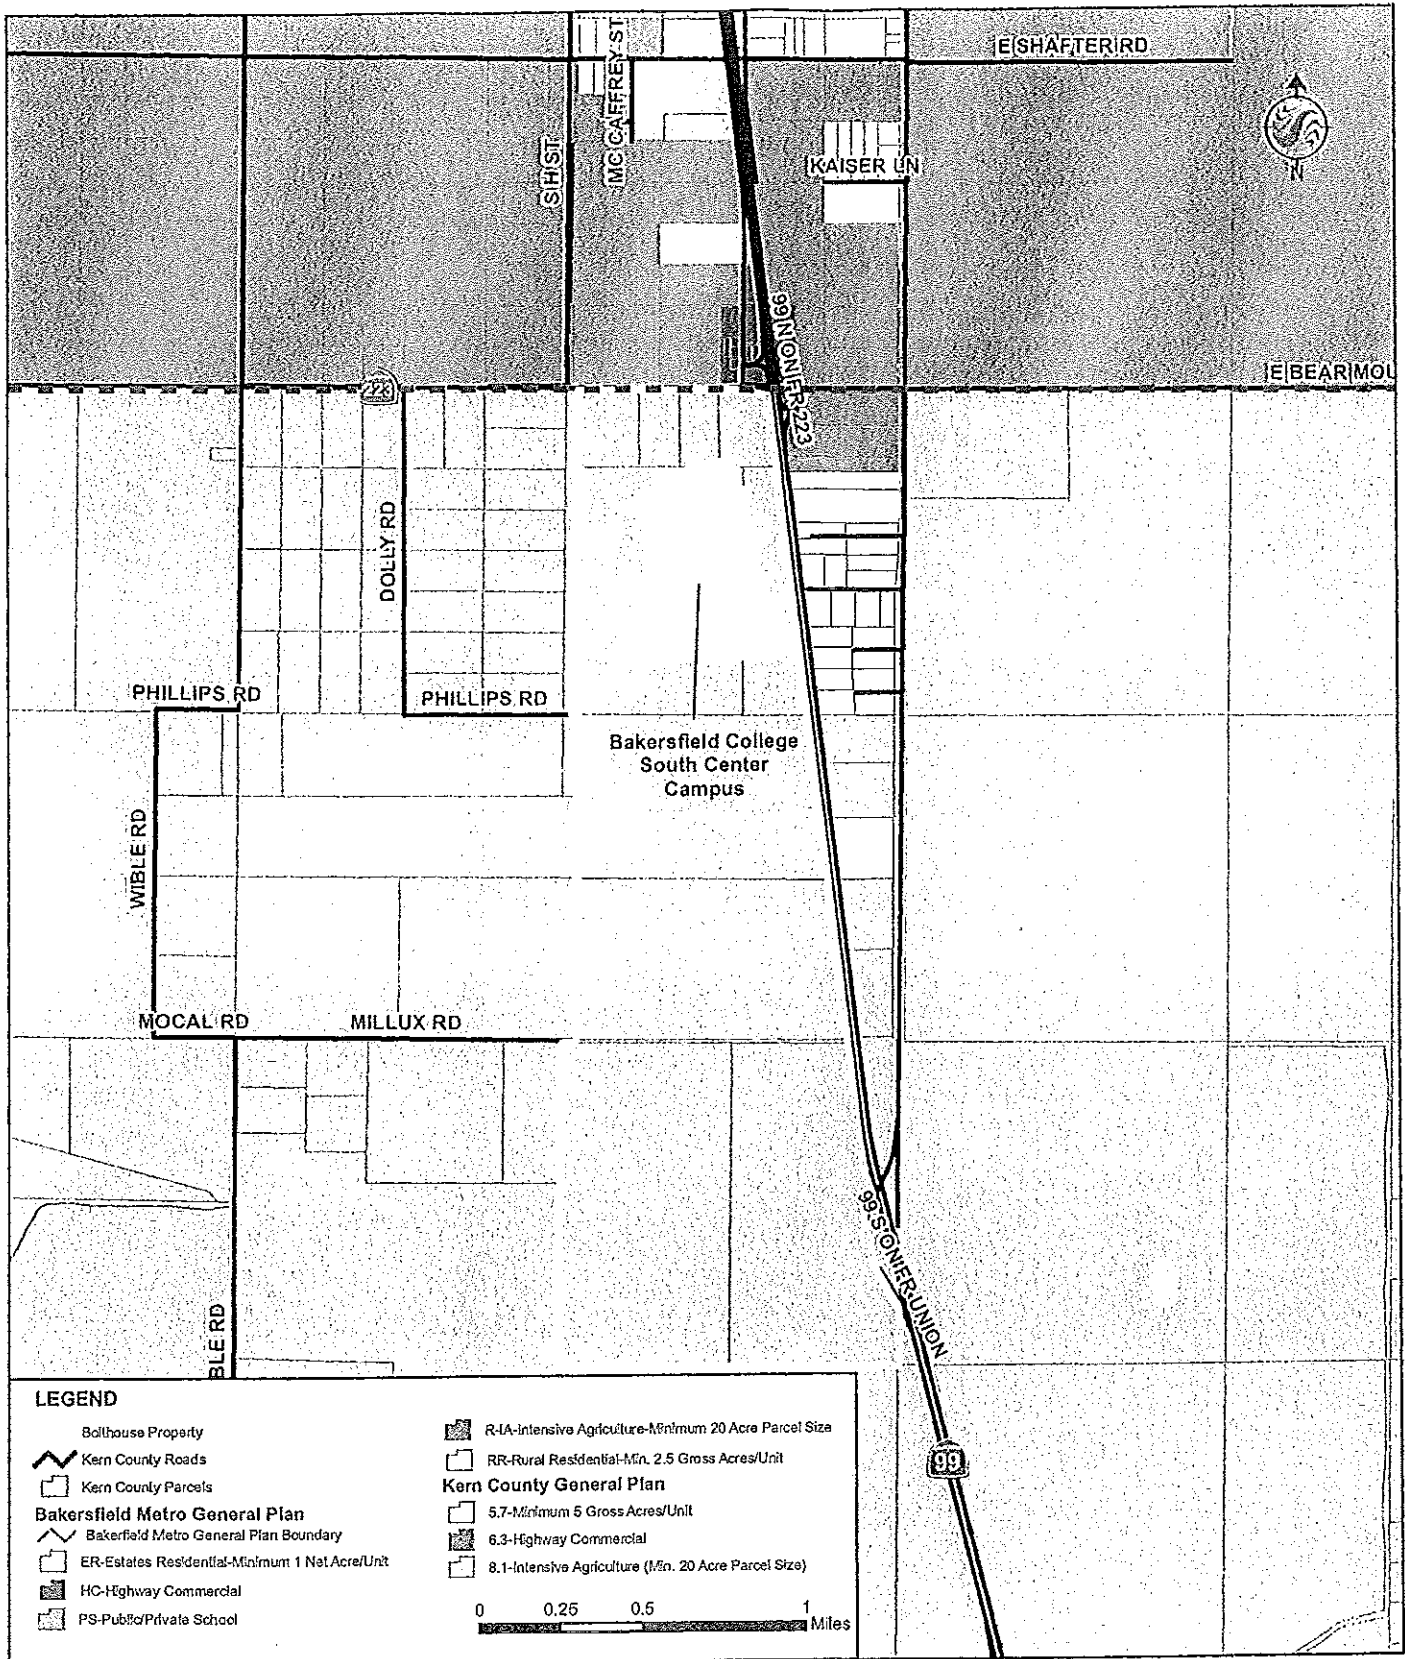 E SHAFTER RD
MC CAFFREY ST
S H ST
KAISER LN
N
99 N ONFR 223
E BEAR MOU
223
DOLLY RD
PHILLIPS RD
PHILLIPS RD
Bakersfield College
South Center
Campus
WIBLE RD
MOCAL RD
MILLUX RD
99 S ONFR UNION
BLE RD
99
LEGEND
Bolthouse Property
Kern County Roads
Kern County Parcels
Bakersfield Metro General Plan
Bakerfield Metro General Plan Boundary
ER-Estates Residential-Minimum 1 Net Acre/Unit
HC-Highway Commercial
PS-Public/Private School
R-IA-Intensive Agriculture-Minimum 20 Acre Parcel Size
RR-Rural Residential-Min. 2.5 Gross Acres/Unit
Kern County General Plan
5.7-Minimum 5 Gross Acres/Unit
6.3-Highway Commercial
8.1-Intensive Agriculture (Min. 20 Acre Parcel Size)
0 0.25 0.5 1
Miles